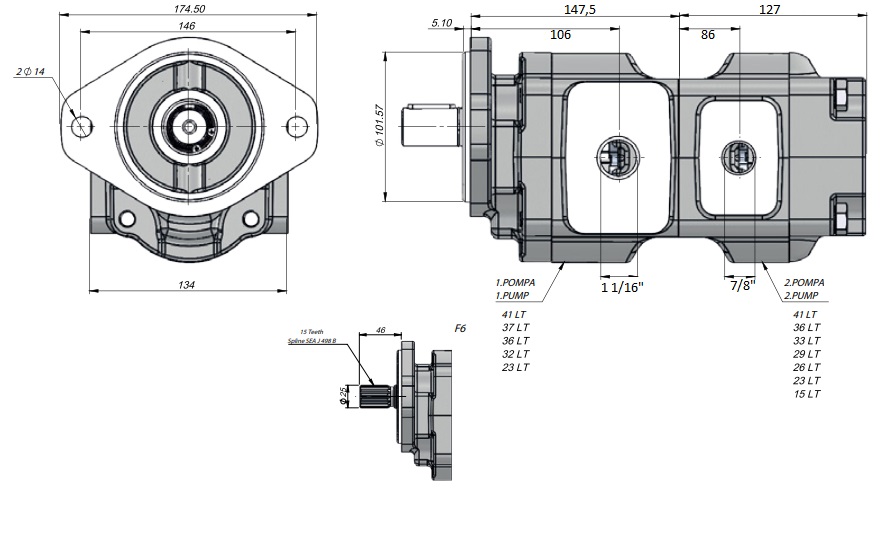 174.50
146
2 ∅ 14
134
147,5
127
5.10
106
86
∅ 101.57
1.POMPA
1.PUMP
1 1/16"
7/8"
2.POMPA
2.PUMP
41 LT
37 LT
36 LT
32 LT
23 LT
41 LT
36 LT
33 LT
29 LT
26 LT
23 LT
15 LT
15 Teeth
Spline SEA J 498 B
46
F6
∅ 25